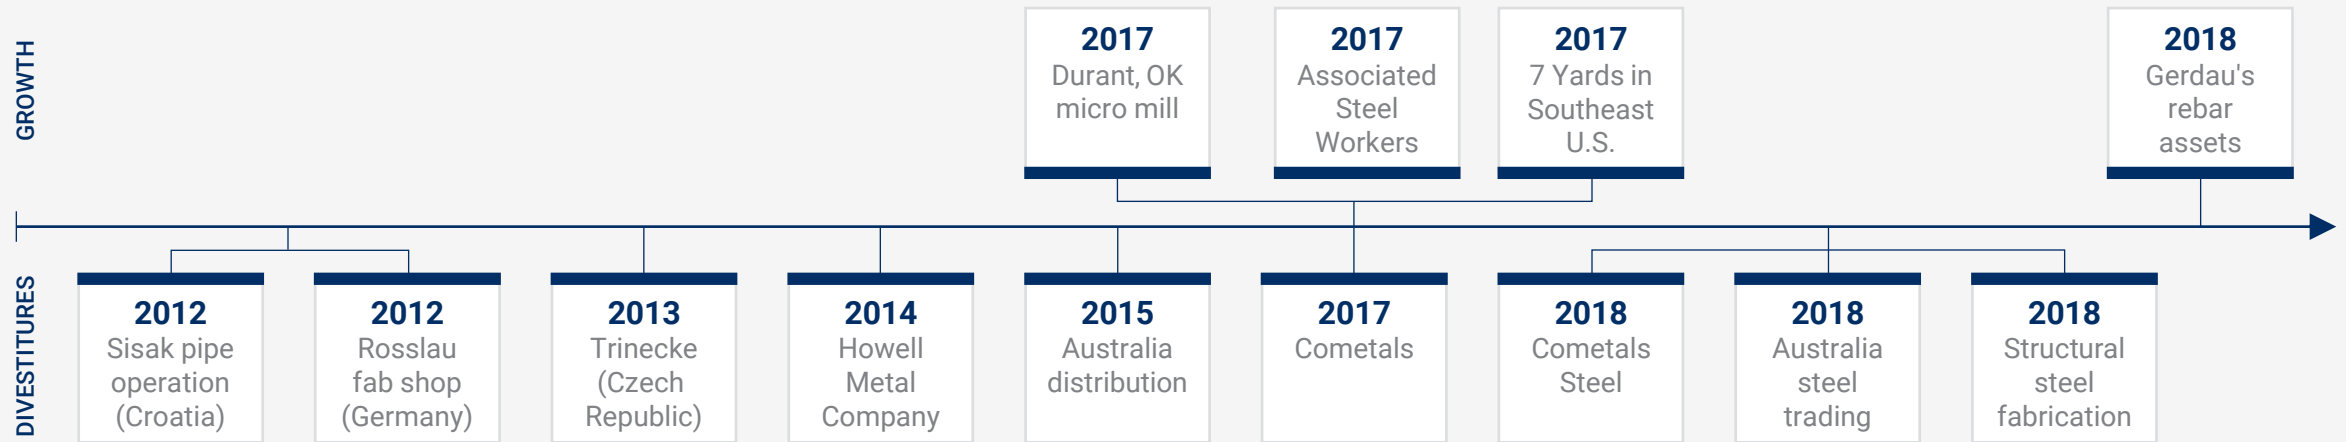 GROWTH
2017
Durant, OK
micro mill
2017
Associated
Steel
Workers
2017
7 Yards in
Southeast
U.S.
2018
Gerdau's
rebar
assets
DIVESTITURES
2012
Sisak pipe
operation
(Croatia)
2012
Rosslau
fab shop
(Germany)
2013
Trinecke
(Czech
Republic)
2014
Howell
Metal
Company
2015
Australia
distribution
2017
Cometals
2018
Cometals
Steel
2018
Australia
steel
trading
2018
Structural
steel
fabrication